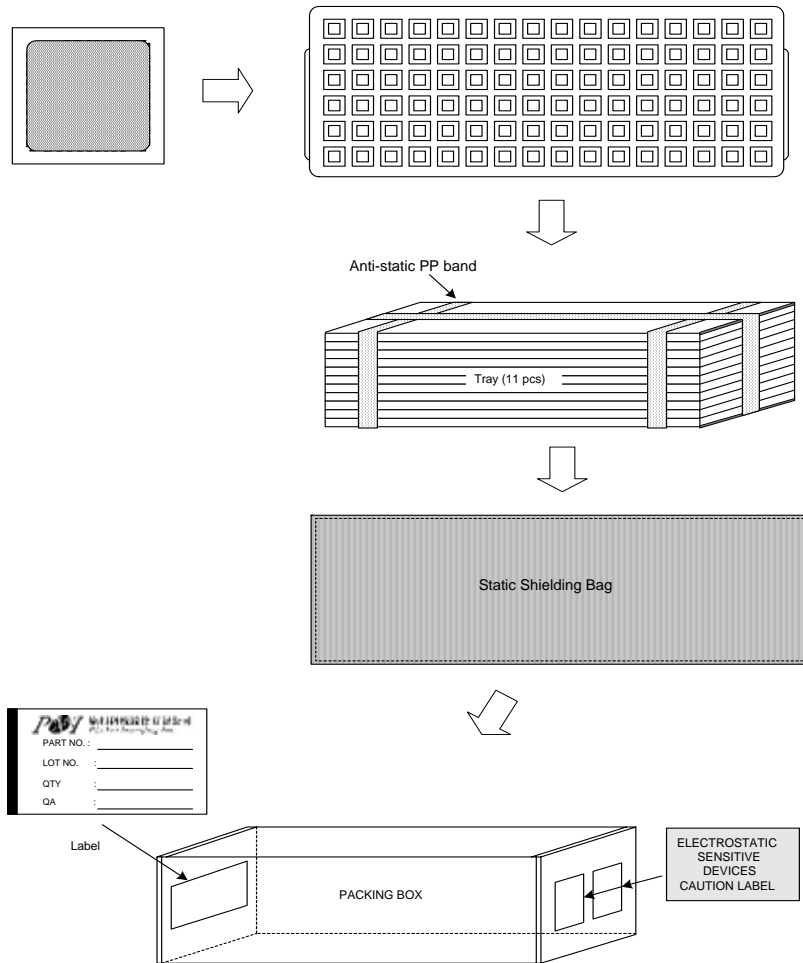 Anti-static PP band
Tray (11 pcs)
Static Shielding Bag
PART NO. :
LOT NO. :
QTY :
QA :
Label
PACKING BOX
ELECTROSTATIC
SENSITIVE
DEVICES
CAUTION LABEL